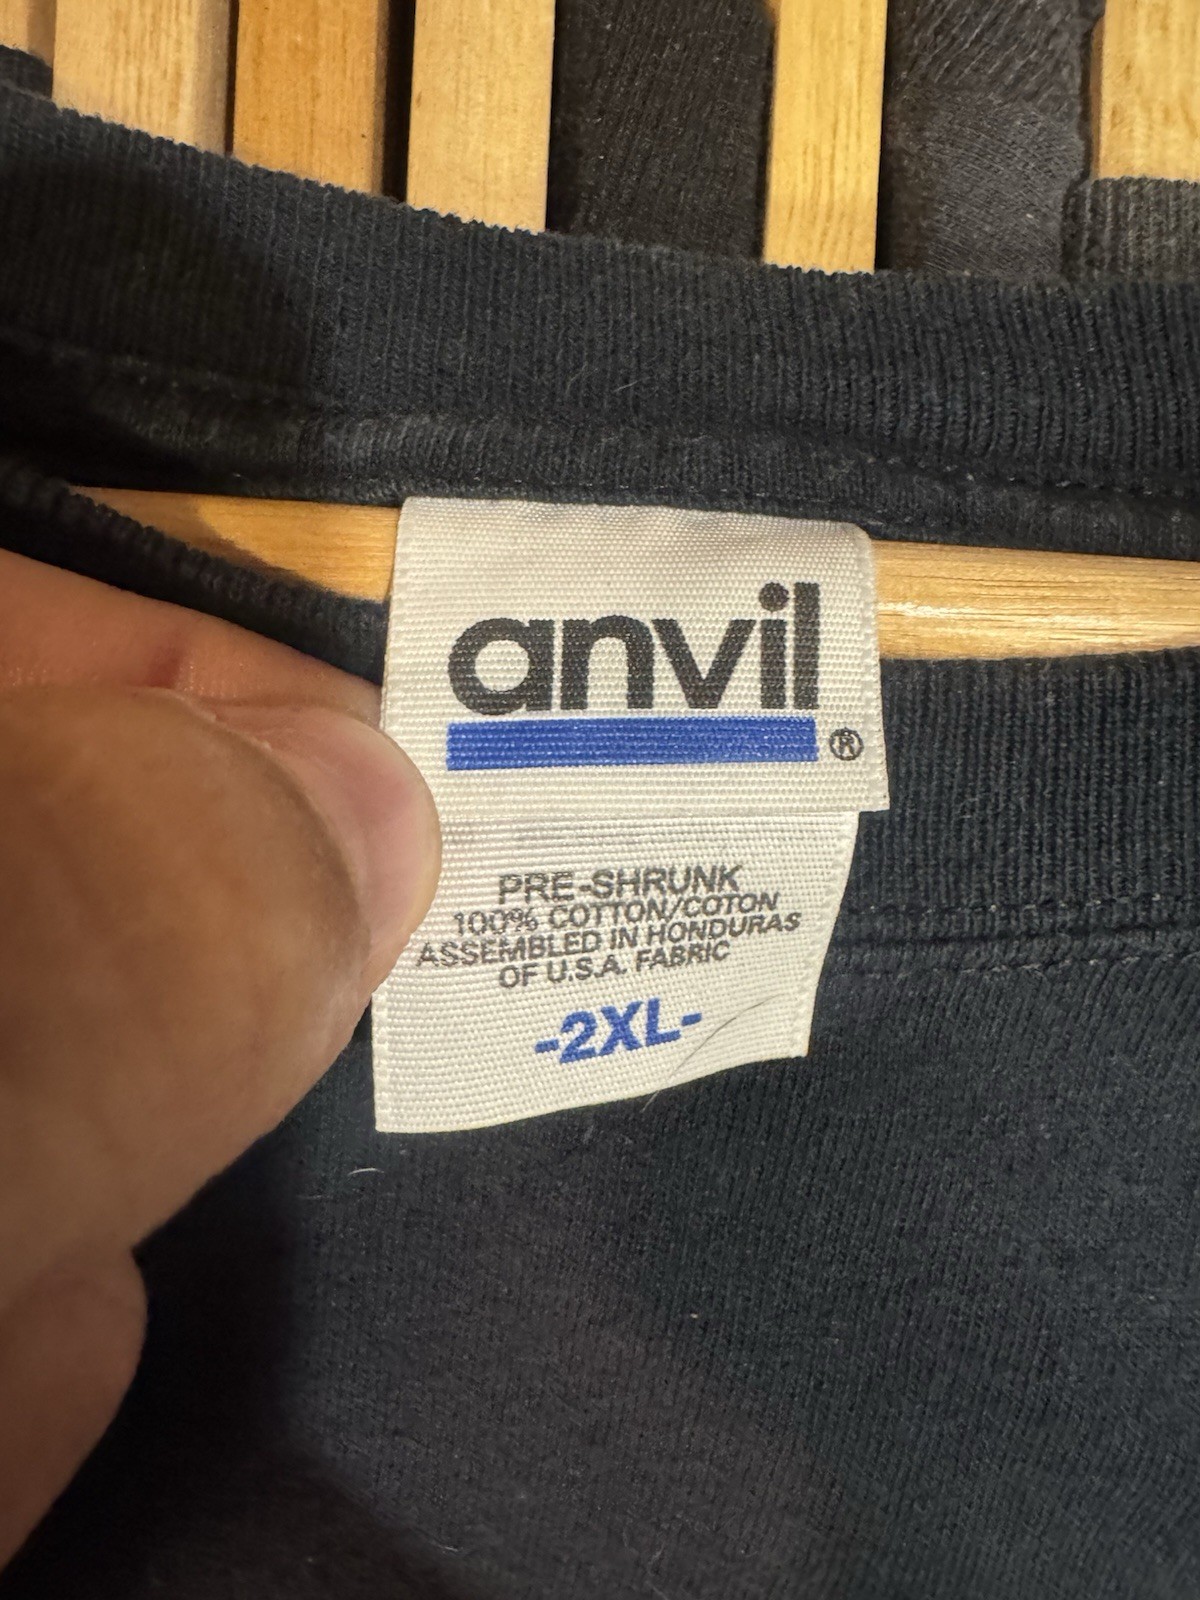 anvil
®
PRE-SHRUNK
100% COTTON/COTON
ASSEMBLED IN HONDURAS
OF U.S.A. FABRIC
-2XL-